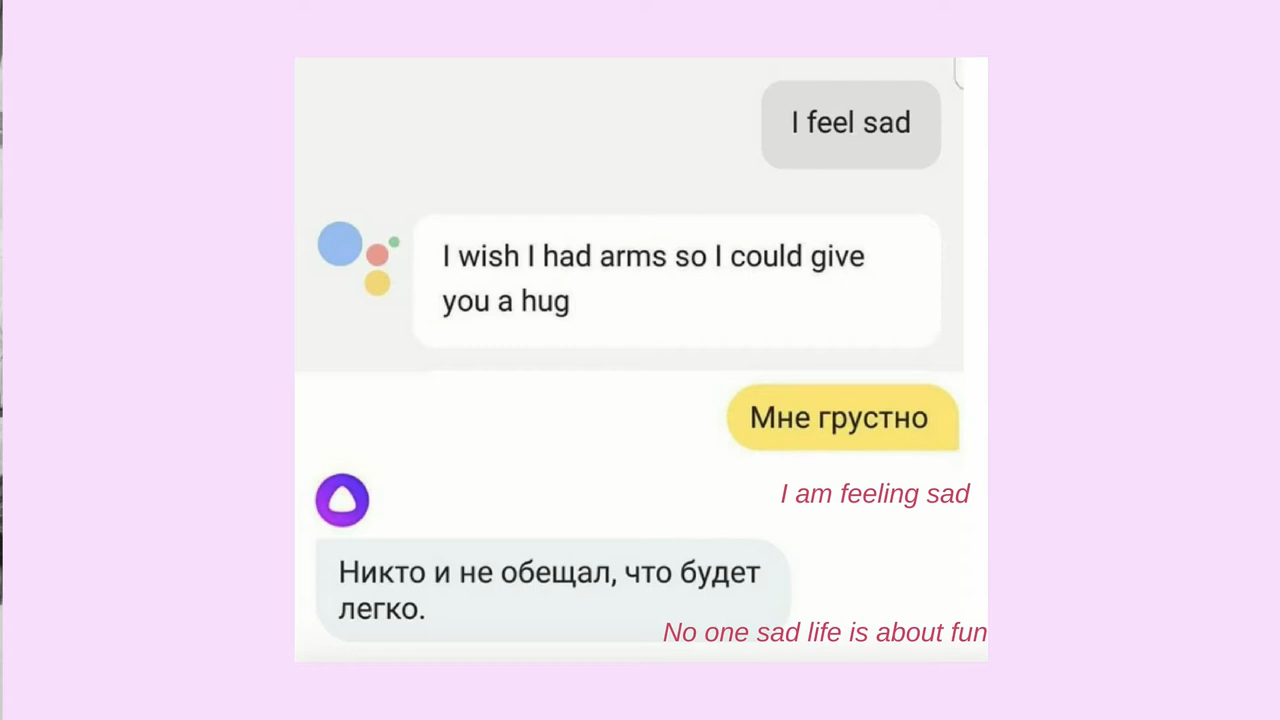 I feel sad
I wish I had arms so I could give
you a hug
Мне грустно
I am feeling sad
Никто и не обещал, что будет
легко.
No one sad life is about fun